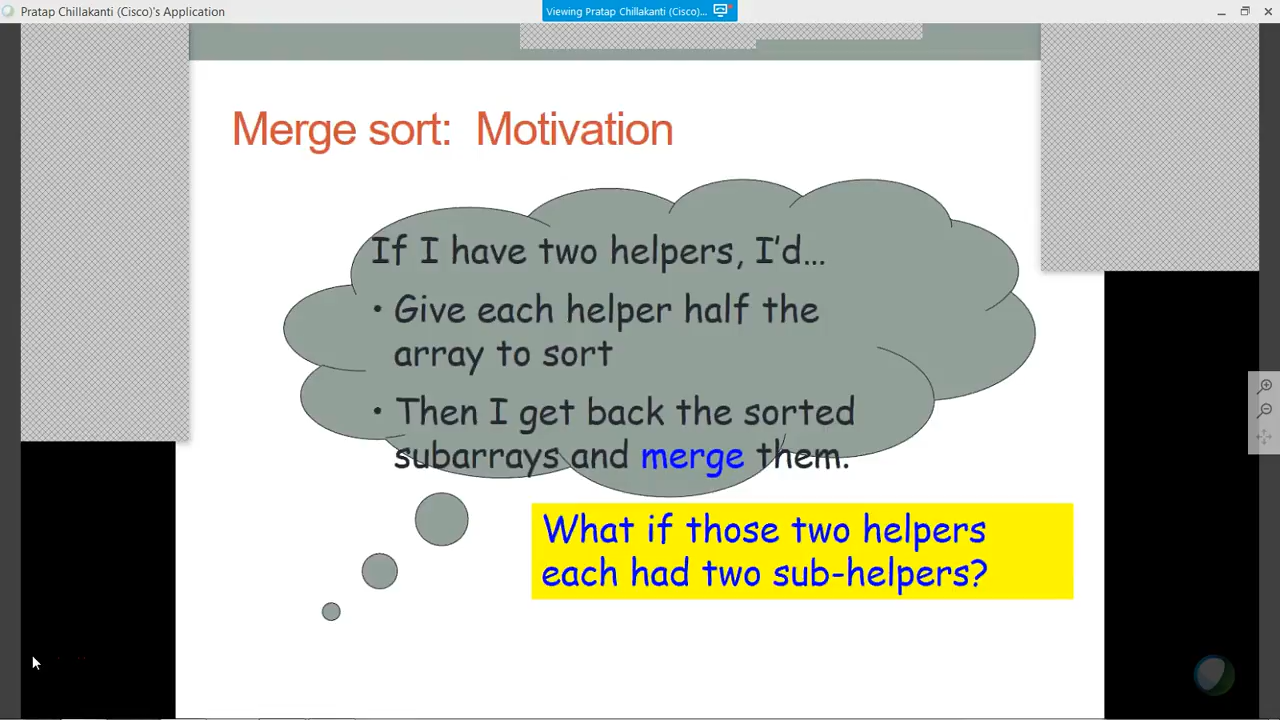 Pratap Chillakanti (Cisco)'s Application
Viewing Pratap Chillakanti (Cisco)...
Merge sort: Motivation
If I have two helpers, I’d…
• Give each helper half the
array to sort
• Then I get back the sorted
subarrays and merge them.
What if those two helpers
each had two sub-helpers?